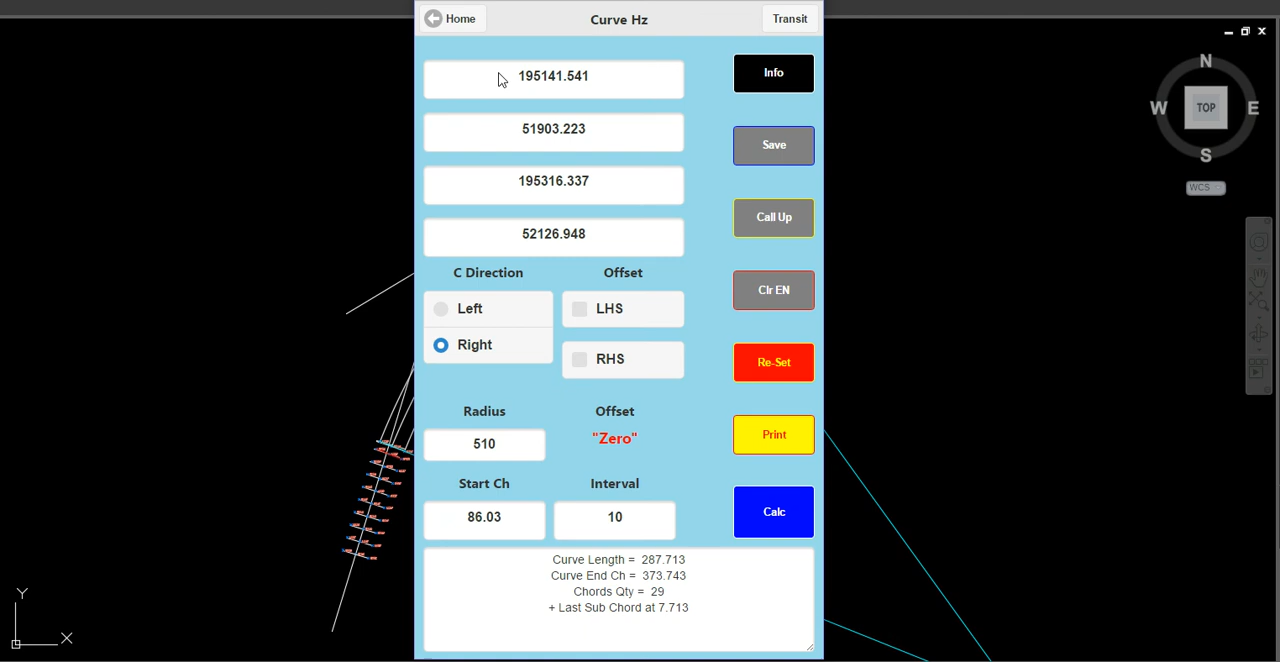 Home
Curve Hz
Transit
195141.541
51903.223
195316.337
52126.948
C Direction
Offset
Left
Right
LHS
RHS
Radius
Offset
510
"Zero"
Start Ch
Interval
86.03
10
Curve Length = 287.713
Curve End Ch = 373.743
Chords Qty = 29
+ Last Sub Chord at 7.713
Info
Save
Call Up
Clr EN
Re-Set
Print
Calc
N
W
TOP
E
S
WCS
Y
X